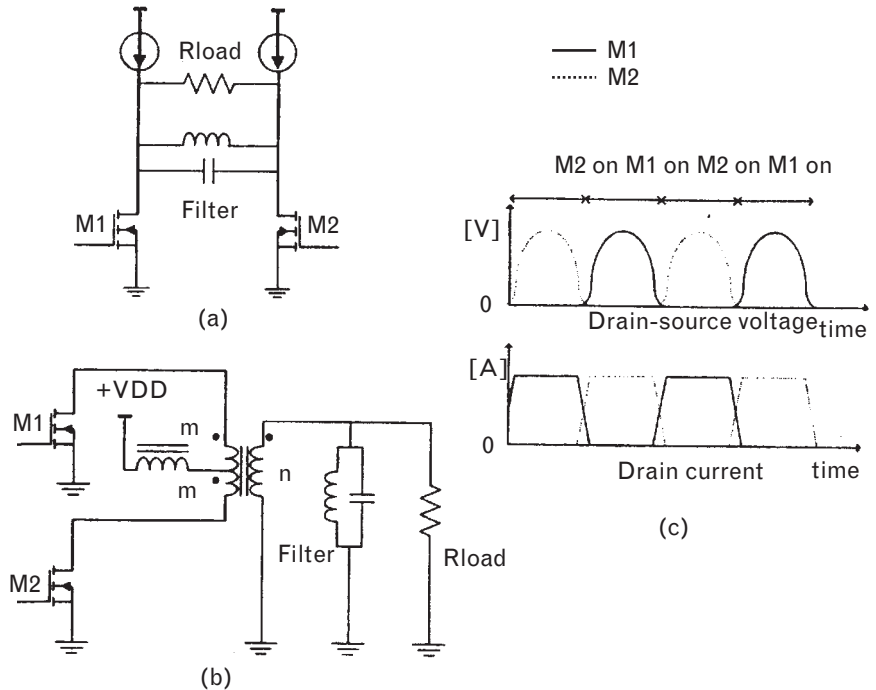 Rload
Filter
M1
M2
(a)
+VDD
M1
m
m
n
M2
Filter
Rload
(b)
M1
M2
M2 on M1 on M2 on M1 on
[V]
0
Drain-source voltage time
[A]
0
Drain current time
(c)